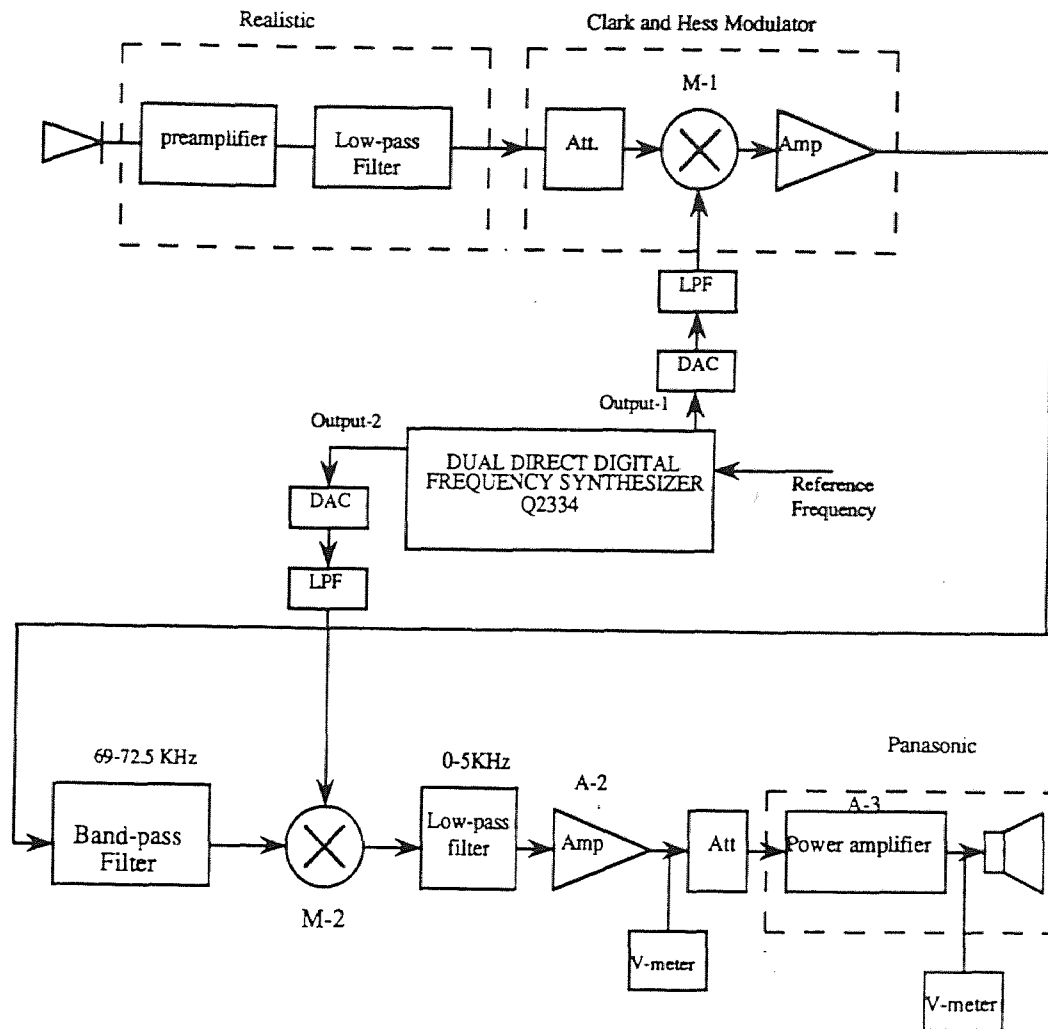 Realistic
Clark and Hess Modulator
M-1
preamplifier
Low-pass
Filter
Att.
Amp
LPF
DAC
Output-1
Output-2
DUAL DIRECT DIGITAL
FREQUENCY SYNTHESIZER
Q2334
Reference
Frequency
DAC
LPF
69-72.5 KHz
0-5KHz
A-2
Panasonic
A-3
Band-pass
Filter
M-2
Low-pass
filter
Amp
Att
Power amplifier
V-meter
V-meter